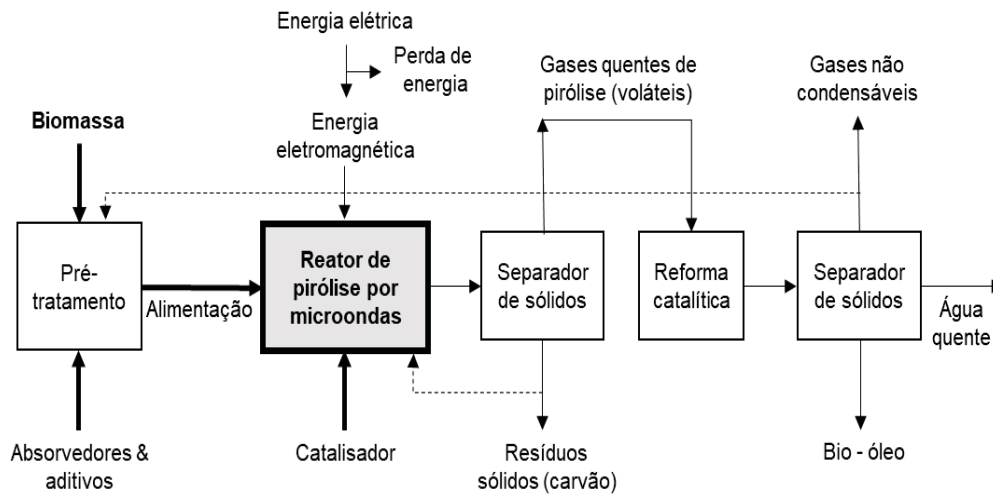 Energia elétrica
Perda de
energia
Energia
eletromagnética
Gases quentes de
pirólise (voláteis)
Gases não
condensáveis
Biomassa
Pré-
tratamento
Alimentação
Reator de
pirólise por
microondas
Separador
de sólidos
Reforma
catalítica
Separador
de sólidos
Água
quente
Absorvedores &
aditivos
Catalisador
Resíduos
sólidos (carvão)
Bio - óleo